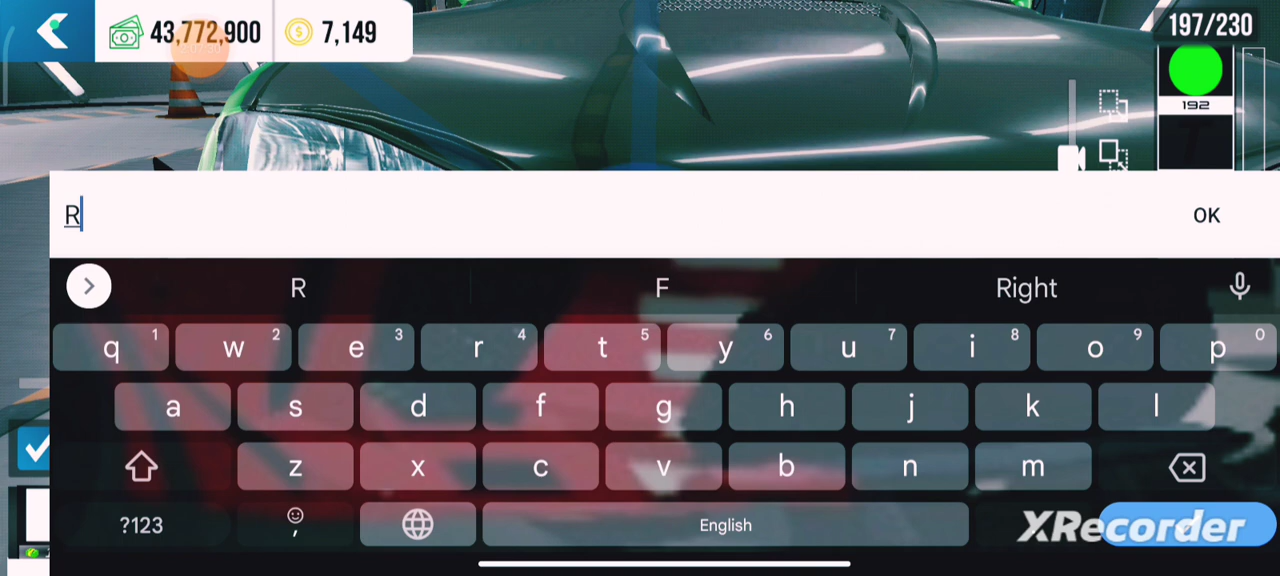 43,772,900 7,149 197/230
192
R OK
R F Right
q 1 w 2 e 3 r 4 t 5 y 6 u 7 i 8 o 9 p 0
a s d f g h j k l
z x c v b n m
?123 , English XRecorder